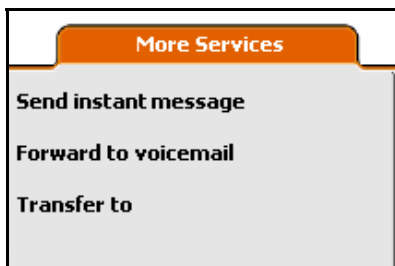 More Services
Send instant message
Forward to voicemail
Transfer to